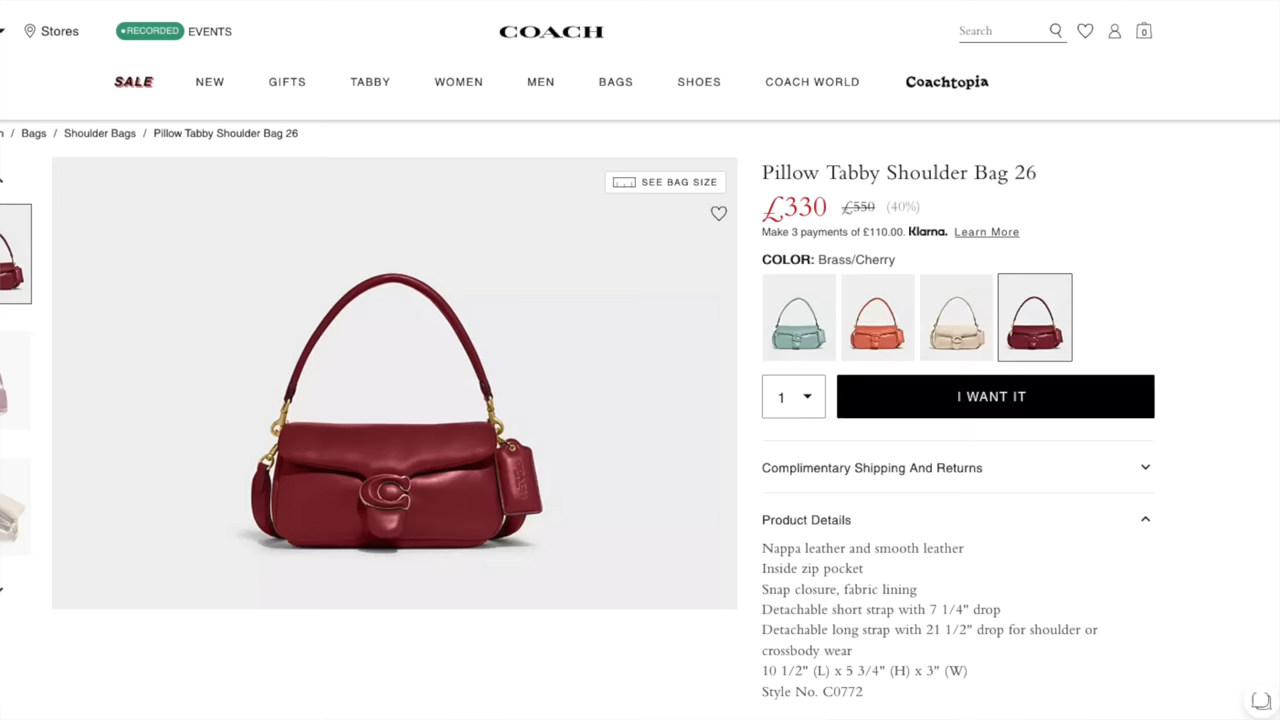 Stores
RECORDED EVENTS
COACH
Search
0
SALE NEW GIFTS TABBY WOMEN MEN BAGS SHOES COACH WORLD Coachtopia
/ Bags / Shoulder Bags / Pillow Tabby Shoulder Bag 26
SEE BAG SIZE
Pillow Tabby Shoulder Bag 26
£330 £550 (40%)
Make 3 payments of £110.00. Klarna. Learn More
COLOR: Brass/Cherry
1
I WANT IT
Complimentary Shipping And Returns
Product Details
Nappa leather and smooth leather
Inside zip pocket
Snap closure, fabric lining
Detachable short strap with 7 1/4" drop
Detachable long strap with 21 1/2" drop for shoulder or
crossbody wear
10 1/2" (L) x 5 3/4" (H) x 3" (W)
Style No. C0772